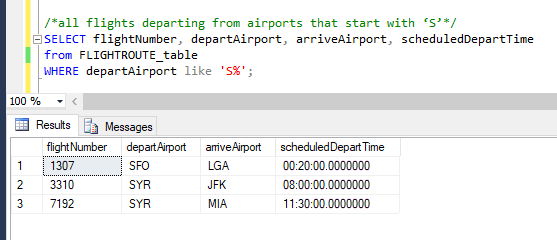 /*all flights departing from airports that start with ‘S’*/
SELECT flightNumber, departAirport, arriveAirport, scheduledDepartTime
from FLIGHTROUTE_table
WHERE departAirport like 'S%';
100 %
Results Messages
flightNumber departAirport arriveAirport scheduledDepartTime
1 1307 SFO LGA 00:20:00.0000000
2 3310 SYR JFK 08:00:00.0000000
3 7192 SYR MIA 11:30:00.0000000